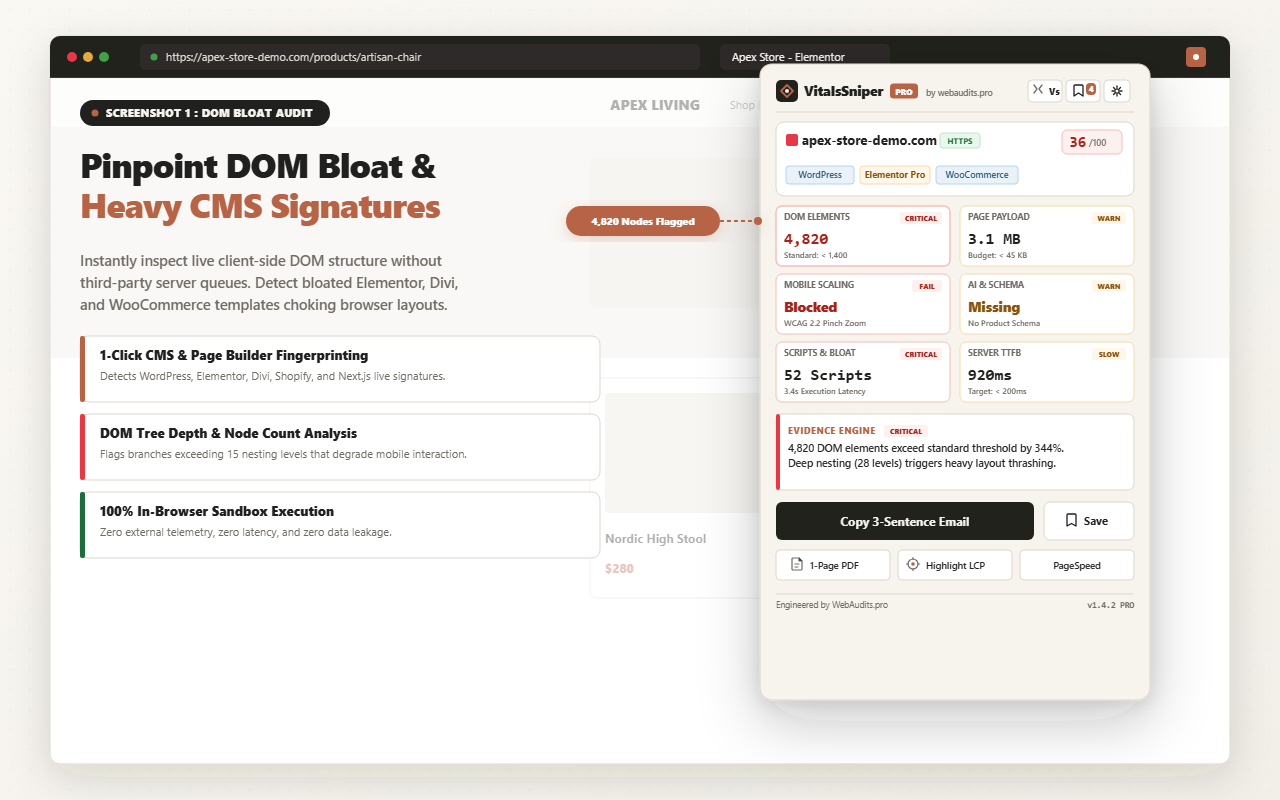 https://apex-store-demo.com/products/artisan-chair
Apex Store - Elementor
SCREENSHOT 1 : DOM BLOAT AUDIT
Pinpoint DOM Bloat &
Heavy CMS Signatures
Instantly inspect live client-side DOM structure without
third-party server queues. Detect bloated Elementor, Divi,
and WooCommerce templates choking browser layouts.
1-Click CMS & Page Builder Fingerprinting
Detects WordPress, Elementor, Divi, Shopify, and Next.js live signatures.
DOM Tree Depth & Node Count Analysis
Flags branches exceeding 15 nesting levels that degrade mobile interaction.
100% In-Browser Sandbox Execution
Zero external telemetry, zero latency, and zero data leakage.
APEX LIVING
Shop
4,820 Nodes Flagged
Nordic High Stool
$280
VitalsSniper PRO by webaudits.pro Vs 4
apex-store-demo.com HTTPS 36 /100
WordPress Elementor Pro WooCommerce
DOM ELEMENTS CRITICAL
4,820
Standard: < 1,400
PAGE PAYLOAD WARN
3.1 MB
Budget: < 45 KB
MOBILE SCALING FAIL
Blocked
WCAG 2.2 Pinch Zoom
AI & SCHEMA WARN
Missing
No Product Schema
SCRIPTS & BLOAT CRITICAL
52 Scripts
3.4s Execution Latency
SERVER TTFB SLOW
920ms
Target: < 200ms
EVIDENCE ENGINE CRITICAL
4,820 DOM elements exceed standard threshold by 344%.
Deep nesting (28 levels) triggers heavy layout thrashing.
Copy 3-Sentence Email
Save
1-Page PDF
Highlight LCP
PageSpeed
Engineered by WebAudits.pro
v1.4.2 PRO